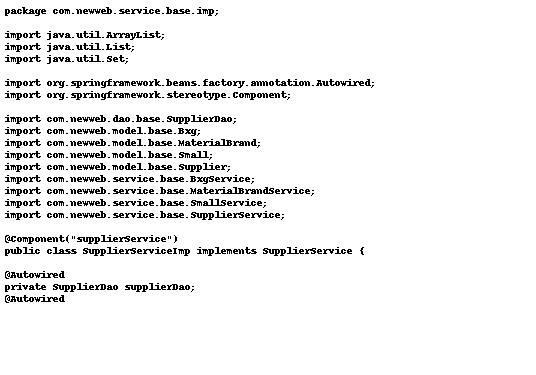 package com.newweb.service.base.imp;
import java.util.ArrayList;
import java.util.List;
import java.util.Set;
import org.springframework.beans.factory.annotation.Autowired;
import org.springframework.stereotype.Component;
import com.newweb.dao.base.SupplierDao;
import com.newweb.model.base.Bxg;
import com.newweb.model.base.MaterialBrand;
import com.newweb.model.base.Small;
import com.newweb.model.base.Supplier;
import com.newweb.service.base.BxgService;
import com.newweb.service.base.MaterialBrandService;
import com.newweb.service.base.SmallService;
import com.newweb.service.base.SupplierService;
@Component("supplierService")
public class SupplierServiceImp implements SupplierService {
@Autowired
private SupplierDao supplierDao;
@Autowired